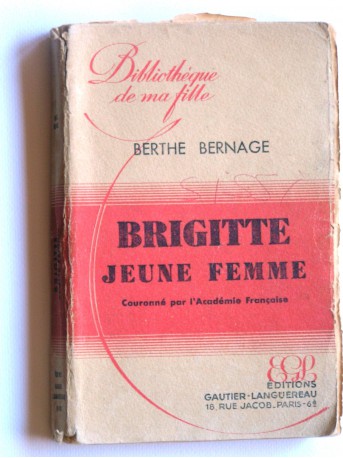 Bibliothèque
de ma fille
BERTHE BERNAGE
BRIGITTE
JEUNE FEMME
Couronné par l'Académie Française
EGL
ÉDITIONS
GAUTIER-LANGUEREAU
18, RUE JACOB. PARIS-6e